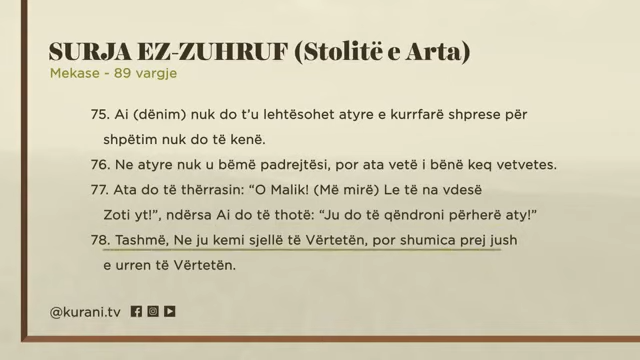 SURJA EZ-ZUHRUF (Stolitë e Arta)
Mekase - 89 vargje
75. Ai (dënim) nuk do t’u lehtësohet atyre e kurrfarë shprese për
shpëtim nuk do të kenë.
76. Ne atyre nuk u bëmë padrejtësi, por ata vetë i bënë keq vetvetes.
77. Ata do të thërrasin: “O Malik! (Më mirë) Le të na vdesë
Zoti yt!”, ndërsa Ai do të thotë: “Ju do të qëndroni përherë aty!”
78. Tashmë, Ne ju kemi sjellë të Vërtetën, por shumica prej jush
e urren të Vërtetën.
@kurani.tv